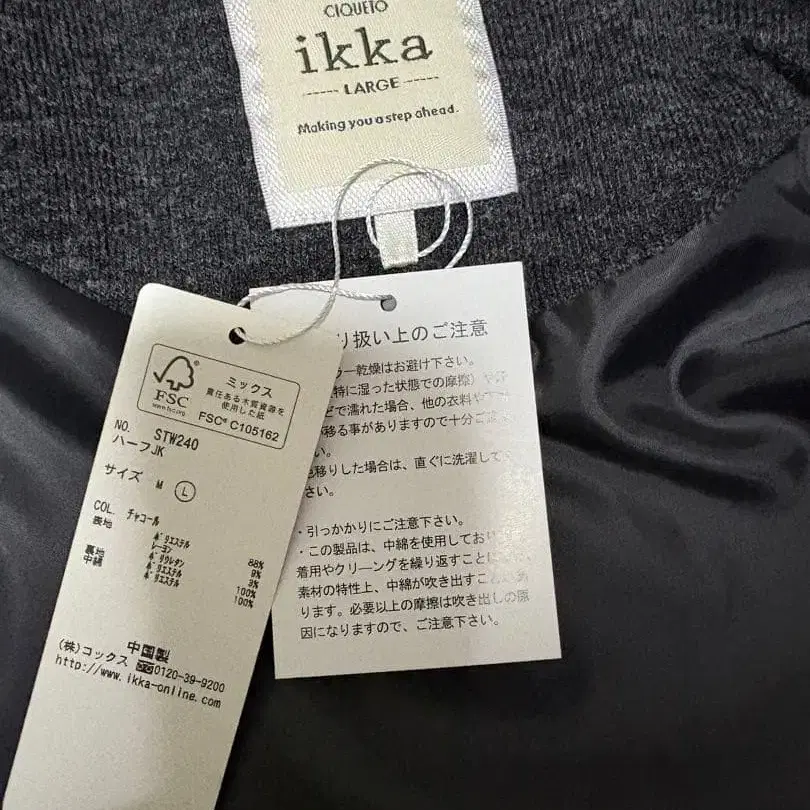 CIQUETO
ikka
LARGE
Making you a step ahead.
FSC
www.fsc.org
ミックス
責任ある木質資源を
使用した紙
FSC® C105162
NO. STW240
ハーフJK
サイズ M L
COL. チャコール
表地 ポリエステル 88%
レーヨン 9%
ポリウレタン 3%
裏地 ポリエステル 100%
中綿 ポリエステル 100%
中国製
(株)コックス 0120-39-9200
http://www.ikka-online.com
り扱い上のご注意
ラー乾燥はお避け下さい。
特に湿った状態での摩擦)や
どで濡れた場合、他の衣料や
移る事がありますので十分ご
い。
色移りした場合は、直ぐに洗濯して
さい。
・引っかかりにご注意下さい。
・この製品は、中綿を使用してお
着用やクリーングを繰り返すこと
素材の特性上、中綿が吹き出すこと
ります。必要以上の摩擦は吹き出しの原
因になりますので、ご注意下さい。